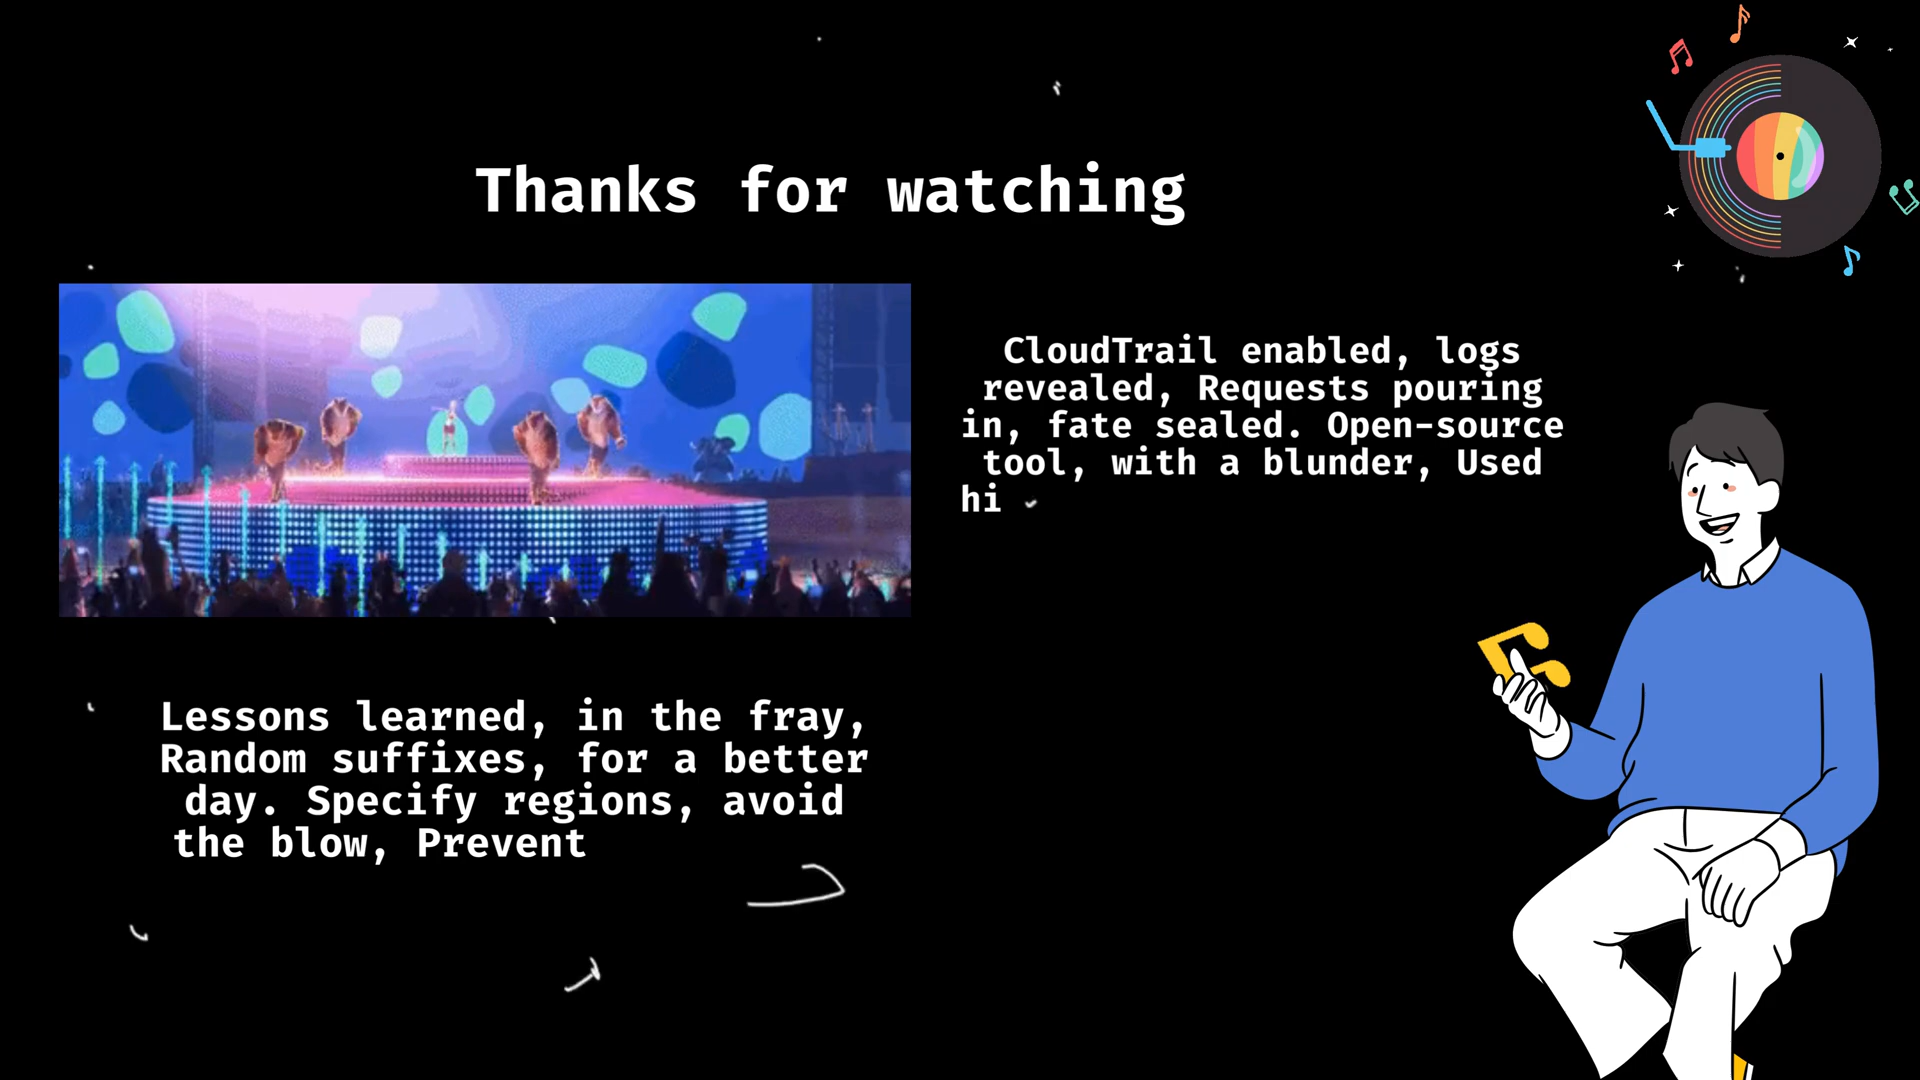 Thanks for watching
CloudTrail enabled, logs
revealed, Requests pouring
in, fate sealed. Open-source
tool, with a blunder, Used
hi
Lessons learned, in the fray,
Random suffixes, for a better
day. Specify regions, avoid
the blow, Prevent